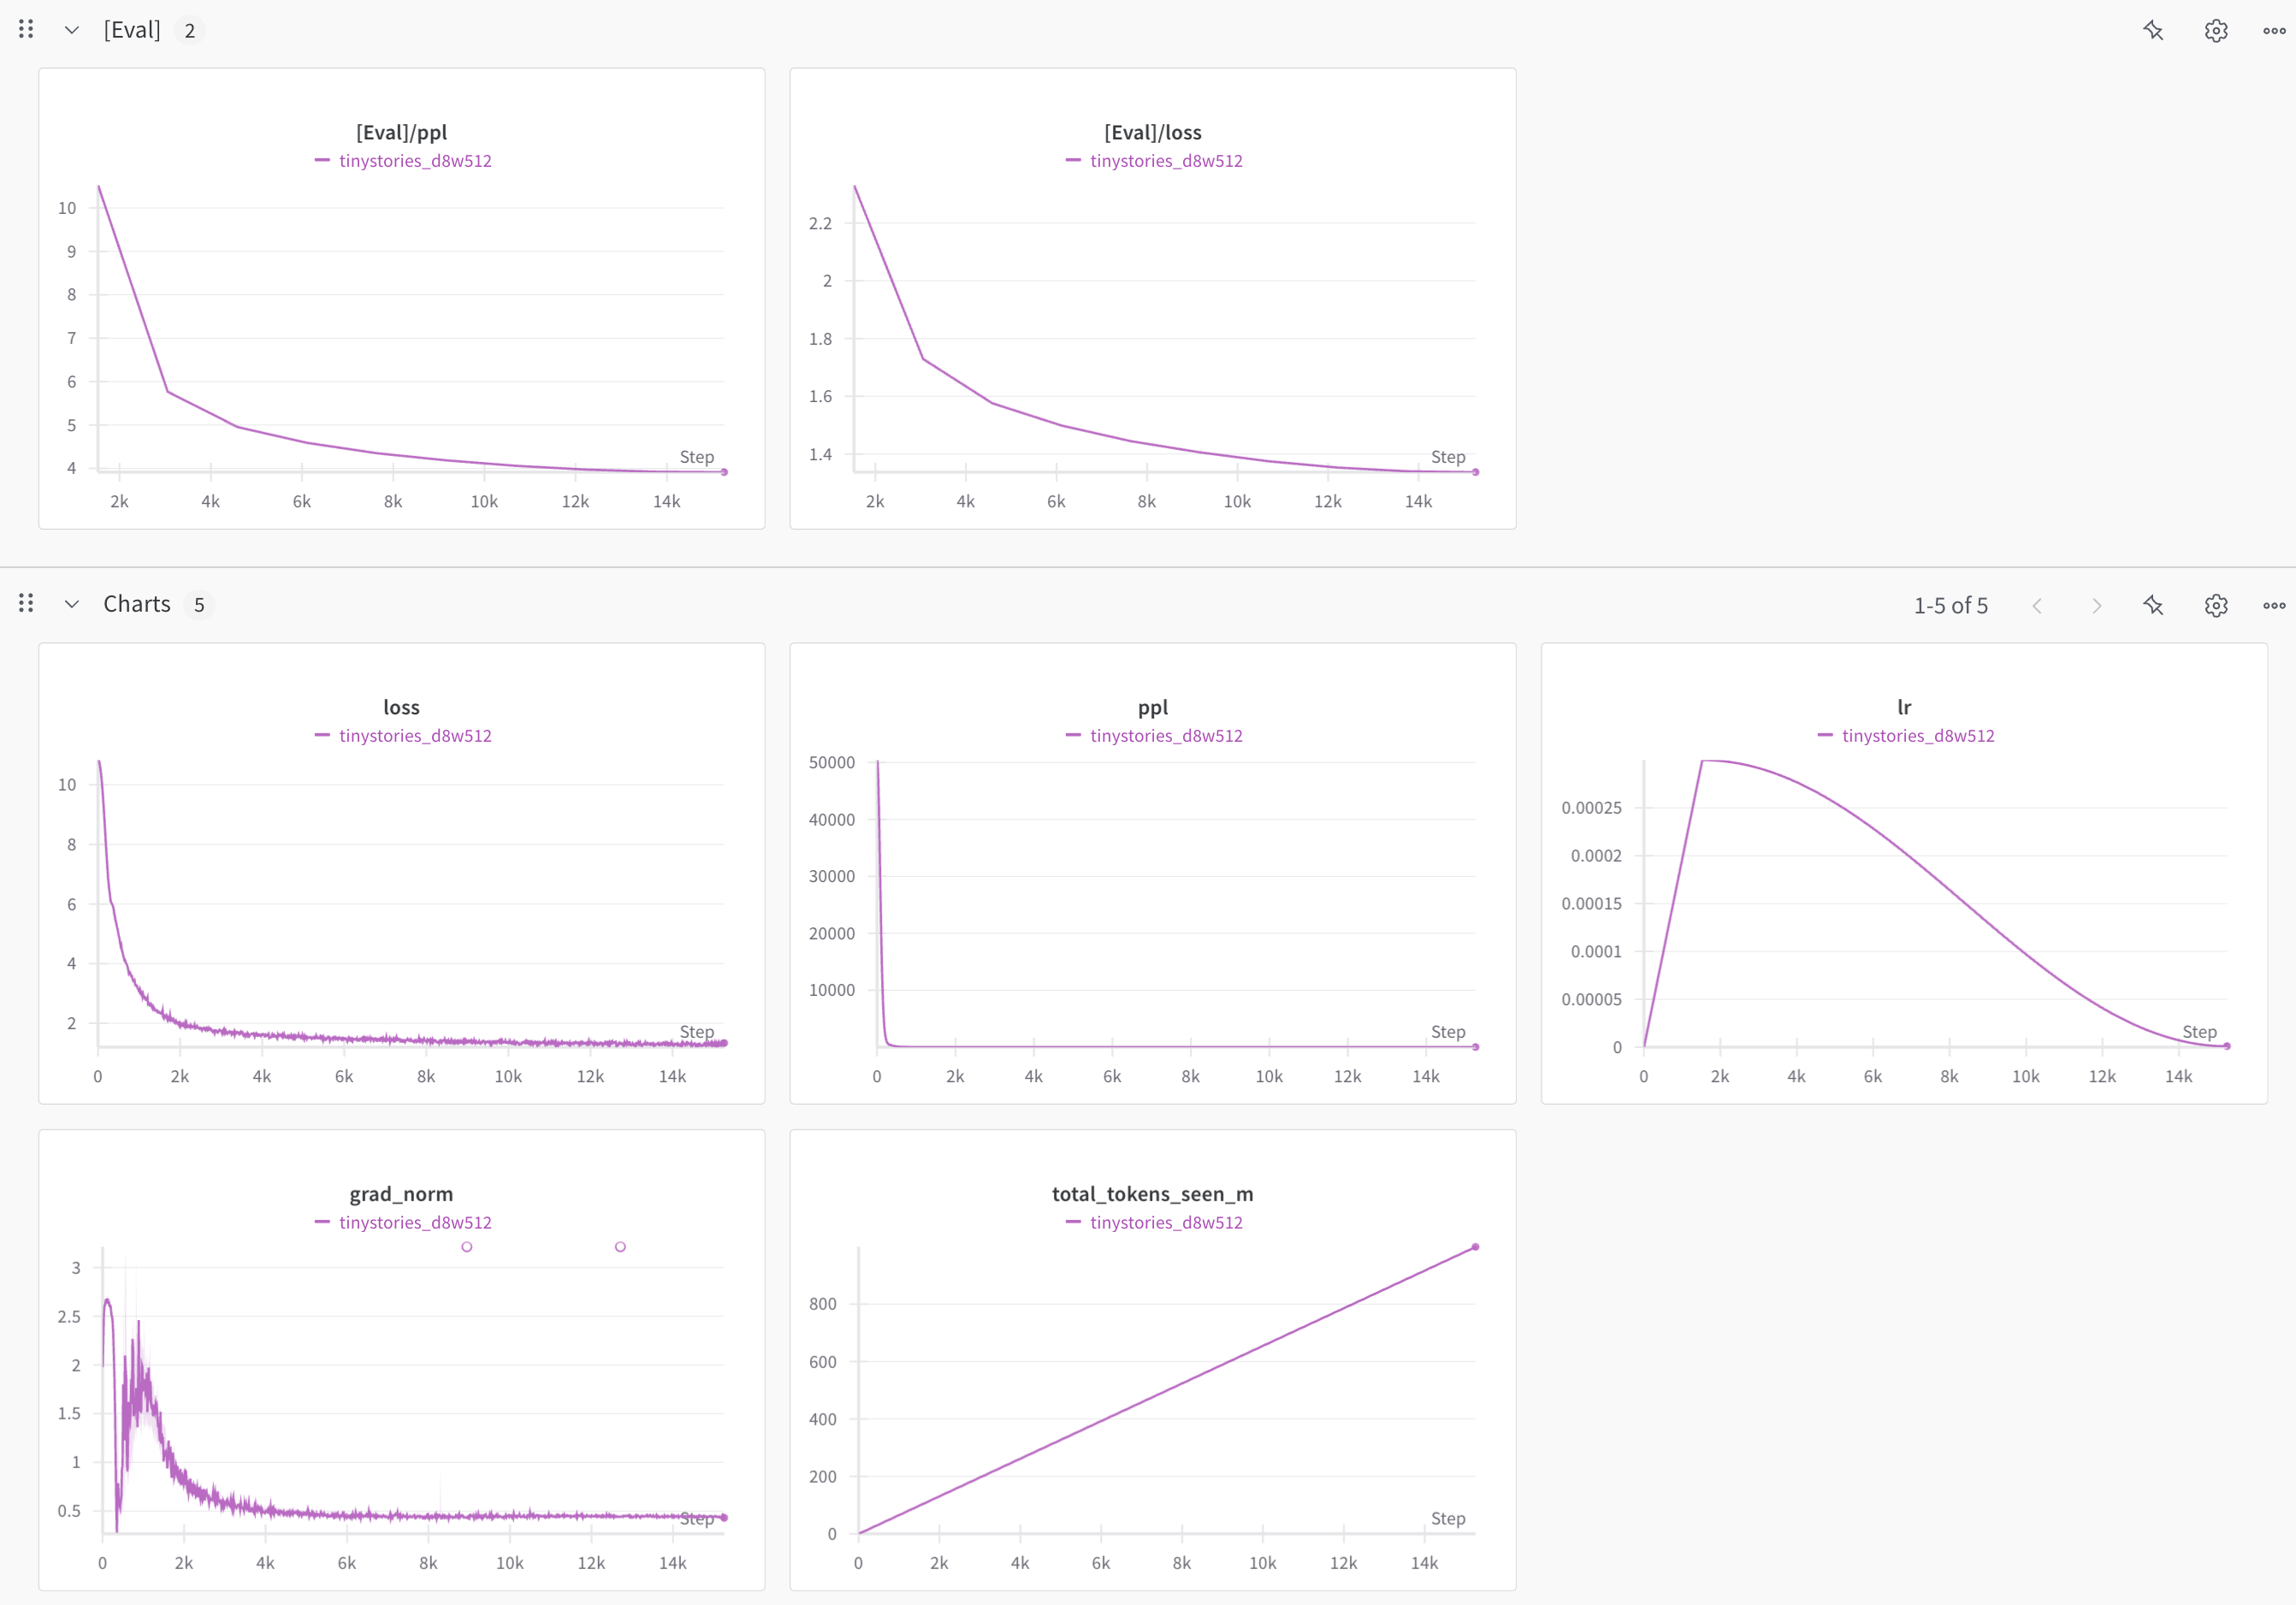 [Eval] 2
[Eval]/ppl
tinystories_d8w512
10
9
8
7
6
5
4
Step
2k 4k 6k 8k 10k 12k 14k
[Eval]/loss
tinystories_d8w512
2.2
2
1.8
1.6
1.4
Step
2k 4k 6k 8k 10k 12k 14k
Charts 5
1-5 of 5
loss
tinystories_d8w512
10
8
6
4
2
Step
0 2k 4k 6k 8k 10k 12k 14k
ppl
tinystories_d8w512
50000
40000
30000
20000
10000
Step
0 2k 4k 6k 8k 10k 12k 14k
lr
tinystories_d8w512
0.00025
0.0002
0.00015
0.0001
0.00005
0
Step
0 2k 4k 6k 8k 10k 12k 14k
grad_norm
tinystories_d8w512
3
2.5
2
1.5
1
0.5
Step
0 2k 4k 6k 8k 10k 12k 14k
total_tokens_seen_m
tinystories_d8w512
800
600
400
200
0
Step
0 2k 4k 6k 8k 10k 12k 14k